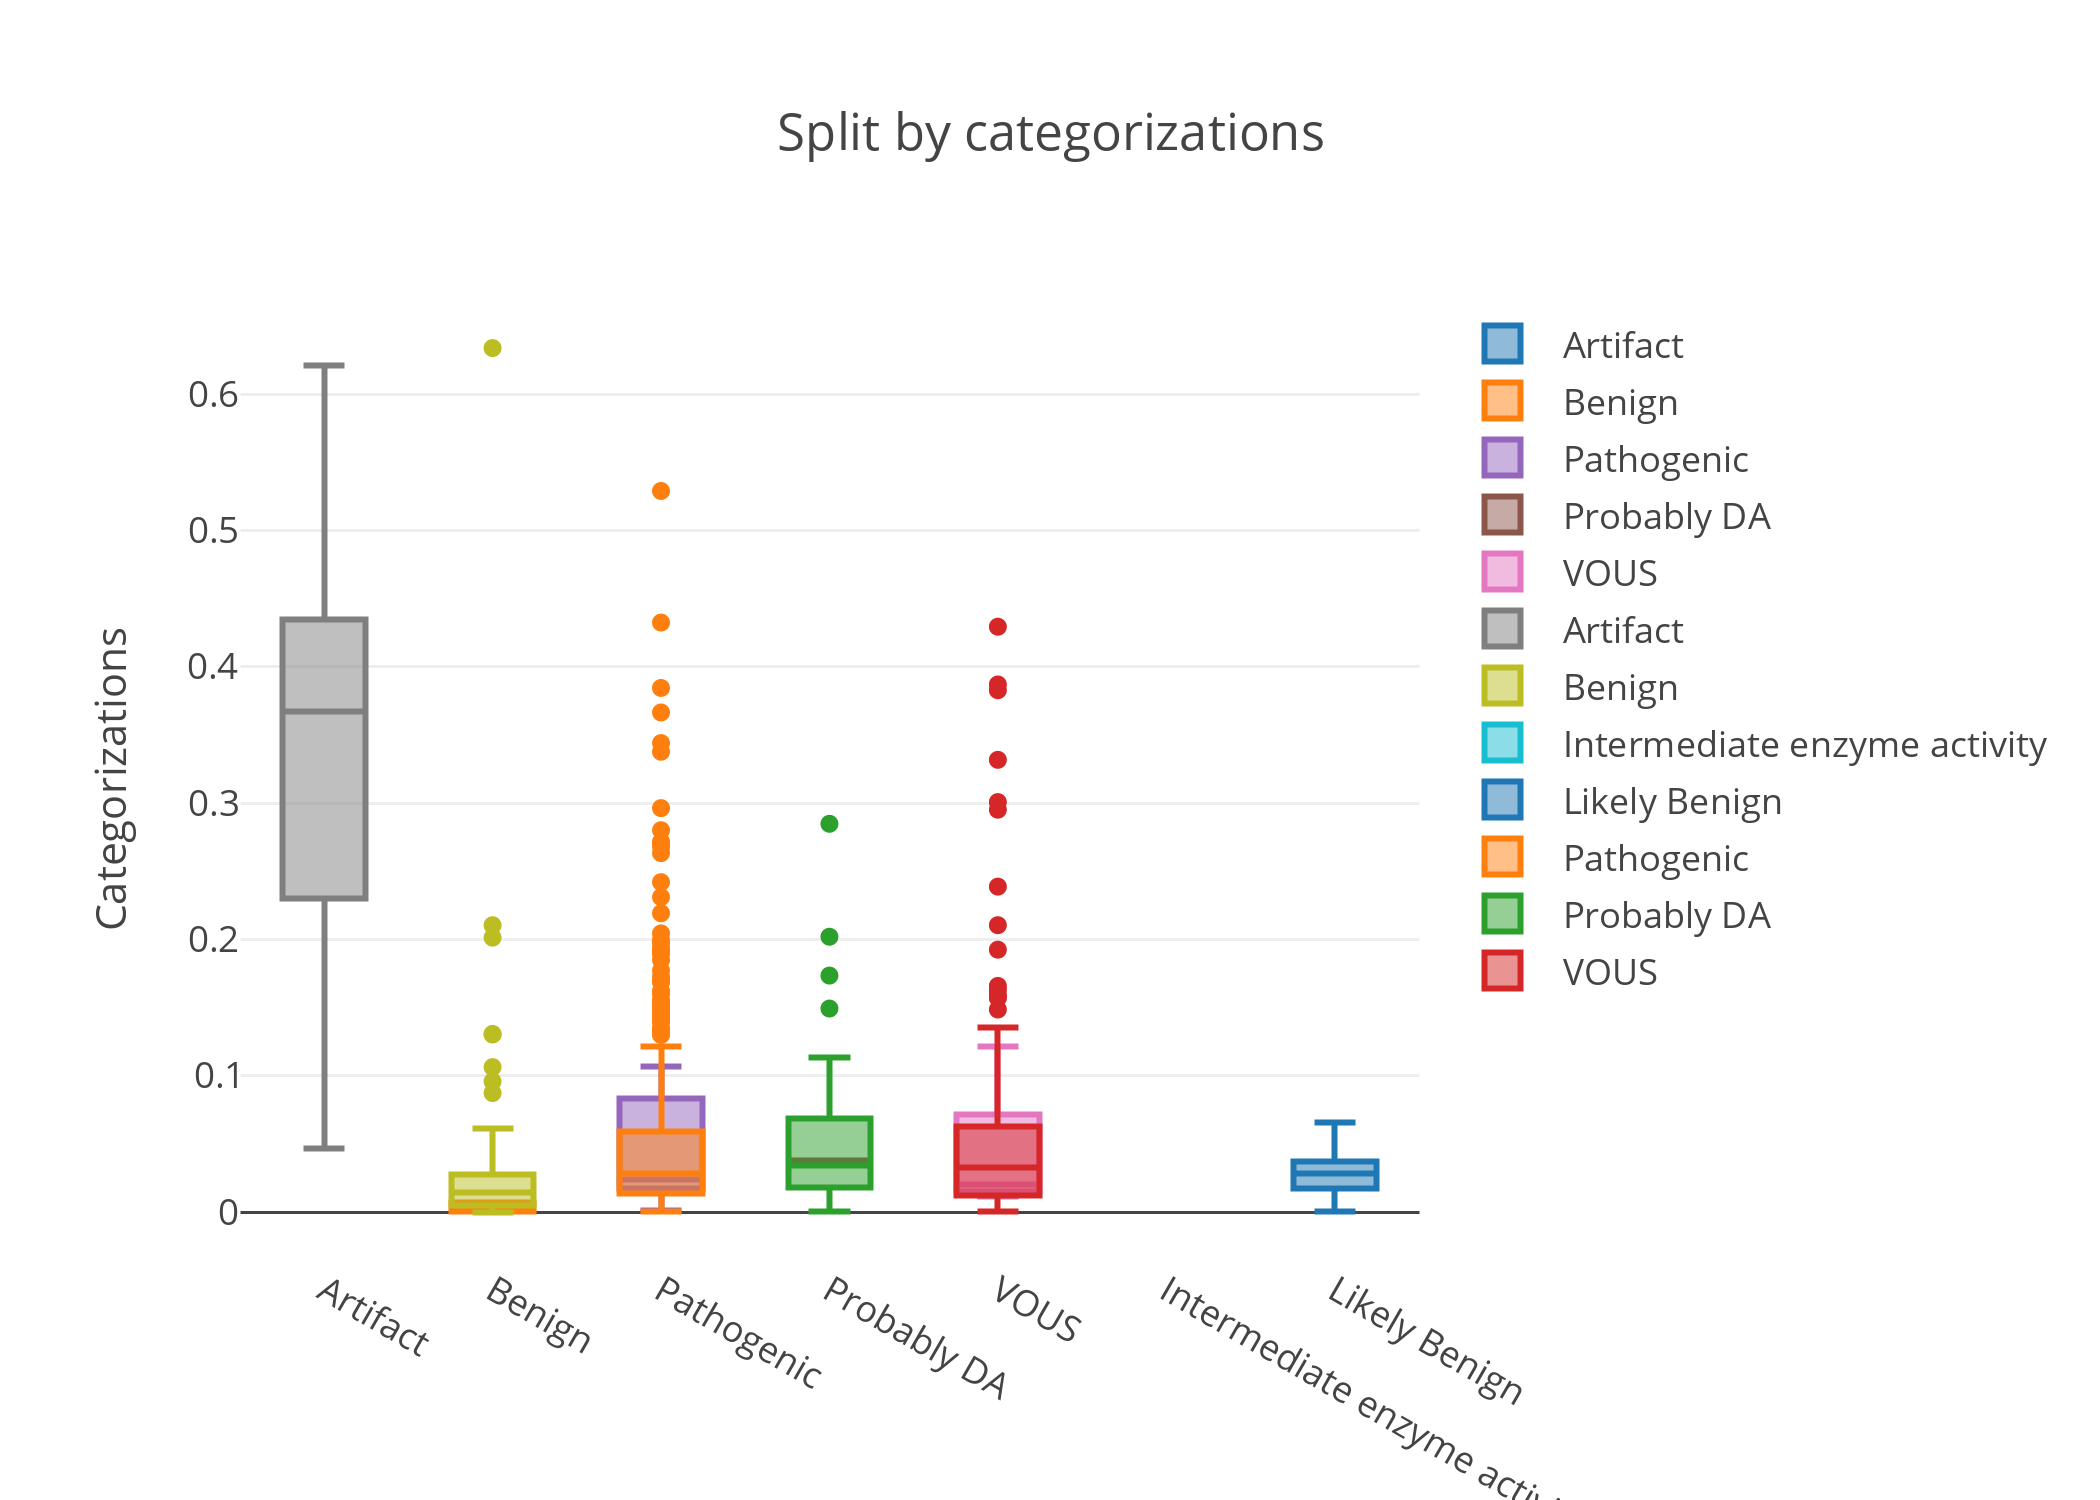 Split by categorizations
Categorizations
0.6
0.5
0.4
0.3
0.2
0.1
0
Artifact
Benign
Pathogenic
Probably DA
VOUS
Intermediate enzyme
Likely Benign
Artifact
Benign
Pathogenic
Probably DA
VOUS
Artifact
Benign
Intermediate enzyme activity
Likely Benign
Pathogenic
Probably DA
VOUS